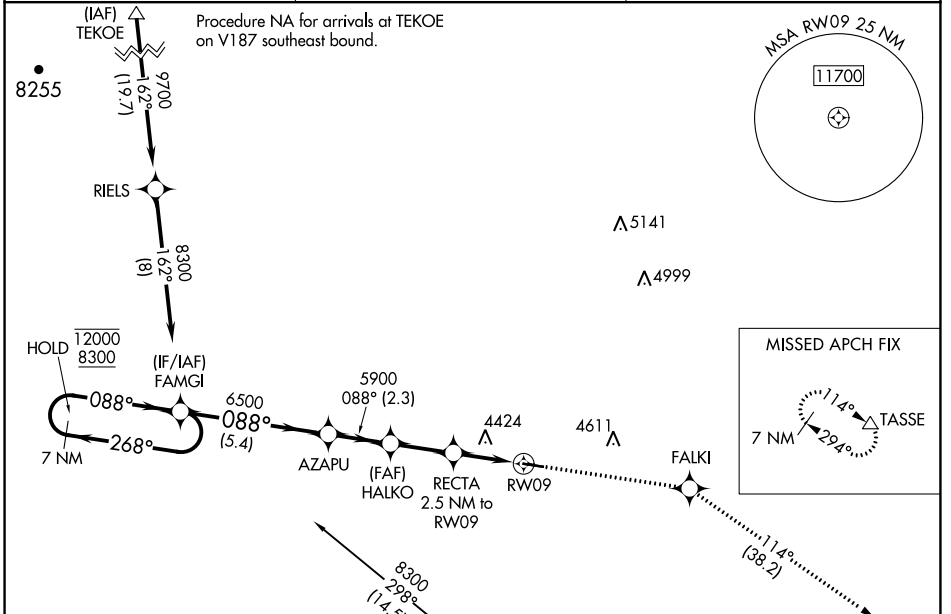 (IAF)
TEKOE
Procedure NA for arrivals at TEKOE
on V187 southeast bound.
MSA RW09 25 NM
11700
8255
9700
162°
(19.7)
RIELS
5141
4999
8300
162°
(8)
HOLD
12000
8300
(IF/IAF)
FAMGI
088°
268°
7 NM
6500
088°
(5.4)
5900
088° (2.3)
AZAPU
(FAF)
HALKO
RECTA
2.5 NM to
RW09
4424
RW09
4611
FALKI
MISSED APCH FIX
114°
TASSE
7 NM
294°
114°
(38.2)
8300
298°